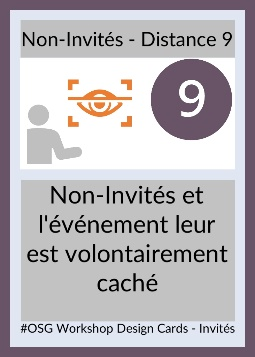 Non-Invités - Distance 9
9
Non-Invités et
l'événement leur
est volontairement
caché
#OSG Workshop Design Cards - Invités